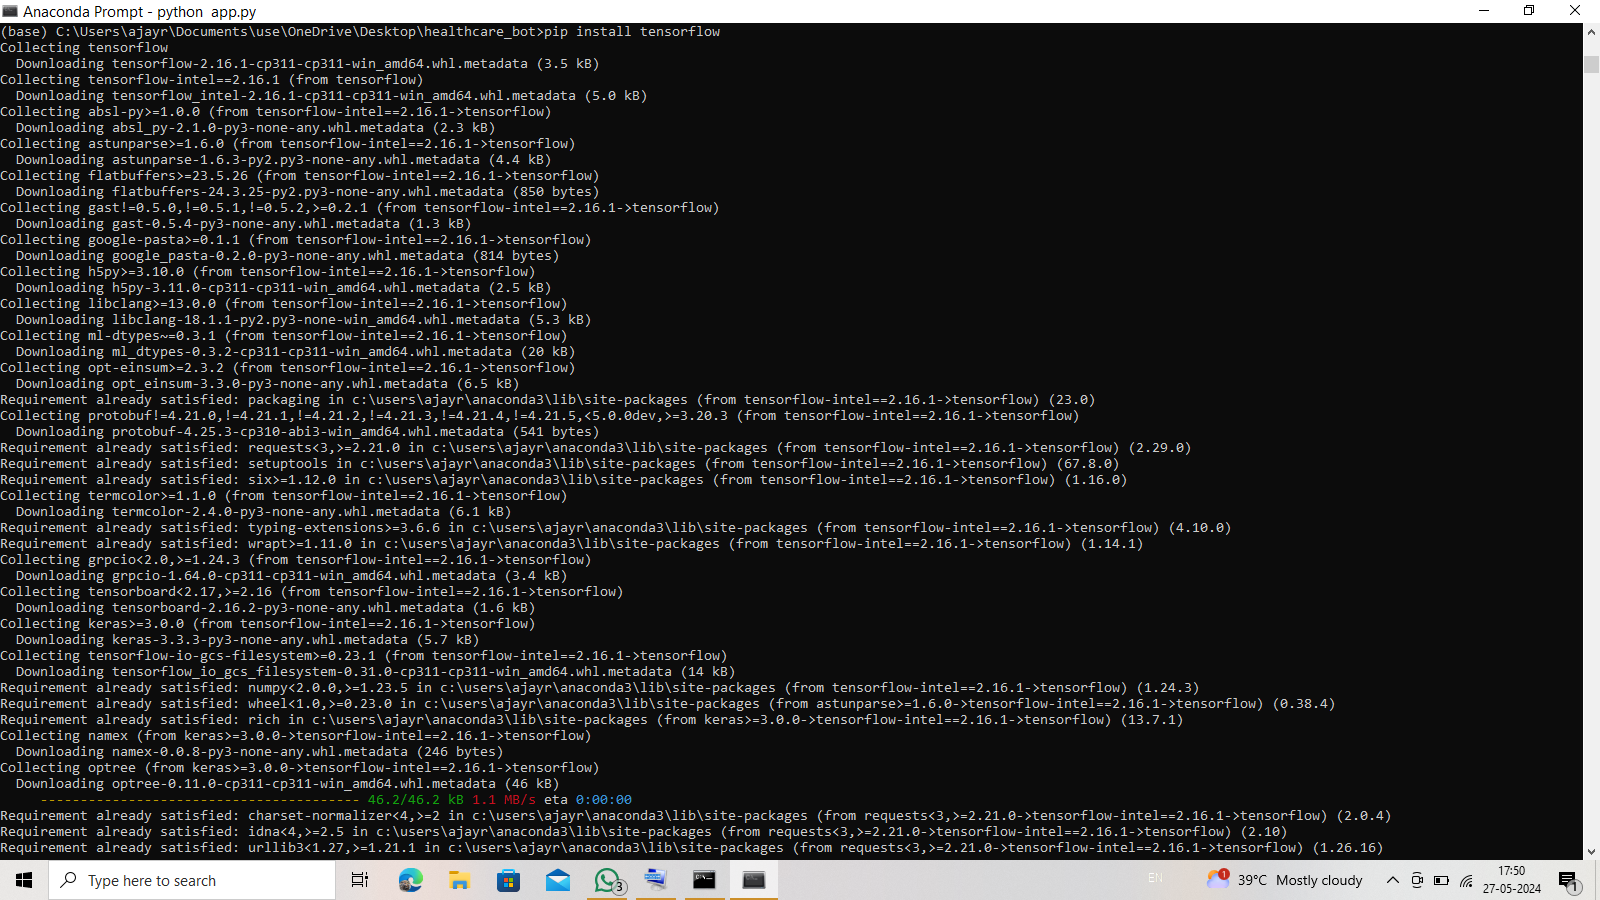 Anaconda Prompt - python  app.py
(base) C:\Users\ajayr\Documents\use\OneDrive\Desktop\healthcare_bot>pip install tensorflow
Collecting tensorflow
  Downloading tensorflow-2.16.1-cp311-cp311-win_amd64.whl.metadata (3.5 kB)
Collecting tensorflow-intel==2.16.1 (from tensorflow)
  Downloading tensorflow_intel-2.16.1-cp311-cp311-win_amd64.whl.metadata (5.0 kB)
Collecting absl-py>=1.0.0 (from tensorflow-intel==2.16.1->tensorflow)
  Downloading absl_py-2.1.0-py3-none-any.whl.metadata (2.3 kB)
Collecting astunparse>=1.6.0 (from tensorflow-intel==2.16.1->tensorflow)
  Downloading astunparse-1.6.3-py2.py3-none-any.whl.metadata (4.4 kB)
Collecting flatbuffers>=23.5.26 (from tensorflow-intel==2.16.1->tensorflow)
  Downloading flatbuffers-24.3.25-py2.py3-none-any.whl.metadata (850 bytes)
Collecting gast!=0.5.0,!=0.5.1,!=0.5.2,>=0.2.1 (from tensorflow-intel==2.16.1->tensorflow)
  Downloading gast-0.5.4-py3-none-any.whl.metadata (1.3 kB)
Collecting google-pasta>=0.1.1 (from tensorflow-intel==2.16.1->tensorflow)
  Downloading google_pasta-0.2.0-py3-none-any.whl.metadata (814 bytes)
Collecting h5py>=3.10.0 (from tensorflow-intel==2.16.1->tensorflow)
  Downloading h5py-3.11.0-cp311-cp311-win_amd64.whl.metadata (2.5 kB)
Collecting libclang>=13.0.0 (from tensorflow-intel==2.16.1->tensorflow)
  Downloading libclang-18.1.1-py2.py3-none-win_amd64.whl.metadata (5.3 kB)
Collecting ml-dtypes~=0.3.1 (from tensorflow-intel==2.16.1->tensorflow)
  Downloading ml_dtypes-0.3.2-cp311-cp311-win_amd64.whl.metadata (20 kB)
Collecting opt-einsum>=2.3.2 (from tensorflow-intel==2.16.1->tensorflow)
  Downloading opt_einsum-3.3.0-py3-none-any.whl.metadata (6.5 kB)
Requirement already satisfied: packaging in c:\users\ajayr\anaconda3\lib\site-packages (from tensorflow-intel==2.16.1->tensorflow) (23.0)
Collecting protobuf!=4.21.0,!=4.21.1,!=4.21.2,!=4.21.3,!=4.21.4,!=4.21.5,<5.0.0dev,>=3.20.3 (from tensorflow-intel==2.16.1->tensorflow)
  Downloading protobuf-4.25.3-cp310-abi3-win_amd64.whl.metadata (541 bytes)
Requirement already satisfied: requests<3,>=2.21.0 in c:\users\ajayr\anaconda3\lib\site-packages (from tensorflow-intel==2.16.1->tensorflow) (2.29.0)
Requirement already satisfied: setuptools in c:\users\ajayr\anaconda3\lib\site-packages (from tensorflow-intel==2.16.1->tensorflow) (67.8.0)
Requirement already satisfied: six>=1.12.0 in c:\users\ajayr\anaconda3\lib\site-packages (from tensorflow-intel==2.16.1->tensorflow) (1.16.0)
Collecting termcolor>=1.1.0 (from tensorflow-intel==2.16.1->tensorflow)
  Downloading termcolor-2.4.0-py3-none-any.whl.metadata (6.1 kB)
Requirement already satisfied: typing-extensions>=3.6.6 in c:\users\ajayr\anaconda3\lib\site-packages (from tensorflow-intel==2.16.1->tensorflow) (4.10.0)
Requirement already satisfied: wrapt>=1.11.0 in c:\users\ajayr\anaconda3\lib\site-packages (from tensorflow-intel==2.16.1->tensorflow) (1.14.1)
Collecting grpcio<2.0,>=1.24.3 (from tensorflow-intel==2.16.1->tensorflow)
  Downloading grpcio-1.64.0-cp311-cp311-win_amd64.whl.metadata (3.4 kB)
Collecting tensorboard<2.17,>=2.16 (from tensorflow-intel==2.16.1->tensorflow)
  Downloading tensorboard-2.16.2-py3-none-any.whl.metadata (1.6 kB)
Collecting keras>=3.0.0 (from tensorflow-intel==2.16.1->tensorflow)
  Downloading keras-3.3.3-py3-none-any.whl.metadata (5.7 kB)
Collecting tensorflow-io-gcs-filesystem>=0.23.1 (from tensorflow-intel==2.16.1->tensorflow)
  Downloading tensorflow_io_gcs_filesystem-0.31.0-cp311-cp311-win_amd64.whl.metadata (14 kB)
Requirement already satisfied: numpy<2.0.0,>=1.23.5 in c:\users\ajayr\anaconda3\lib\site-packages (from tensorflow-intel==2.16.1->tensorflow) (1.24.3)
Requirement already satisfied: wheel<1.0,>=0.23.0 in c:\users\ajayr\anaconda3\lib\site-packages (from astunparse>=1.6.0->tensorflow-intel==2.16.1->tensorflow) (0.38.4)
Requirement already satisfied: rich in c:\users\ajayr\anaconda3\lib\site-packages (from keras>=3.0.0->tensorflow-intel==2.16.1->tensorflow) (13.7.1)
Collecting namex (from keras>=3.0.0->tensorflow-intel==2.16.1->tensorflow)
  Downloading namex-0.0.8-py3-none-any.whl.metadata (246 bytes)
Collecting optree (from keras>=3.0.0->tensorflow-intel==2.16.1->tensorflow)
  Downloading optree-0.11.0-cp311-cp311-win_amd64.whl.metadata (46 kB)
     ---------------------------------------- 46.2/46.2 kB 1.1 MB/s eta 0:00:00
Requirement already satisfied: charset-normalizer<4,>=2 in c:\users\ajayr\anaconda3\lib\site-packages (from requests<3,>=2.21.0->tensorflow-intel==2.16.1->tensorflow) (2.0.4)
Requirement already satisfied: idna<4,>=2.5 in c:\users\ajayr\anaconda3\lib\site-packages (from requests<3,>=2.21.0->tensorflow-intel==2.16.1->tensorflow) (2.10)
Requirement already satisfied: urllib3<1.27,>=1.21.1 in c:\users\ajayr\anaconda3\lib\site-packages (from requests<3,>=2.21.0->tensorflow-intel==2.16.1->tensorflow) (1.26.16)
Type here to search
3
EN
1
39°C Mostly cloudy
17:50
27-05-2024
1